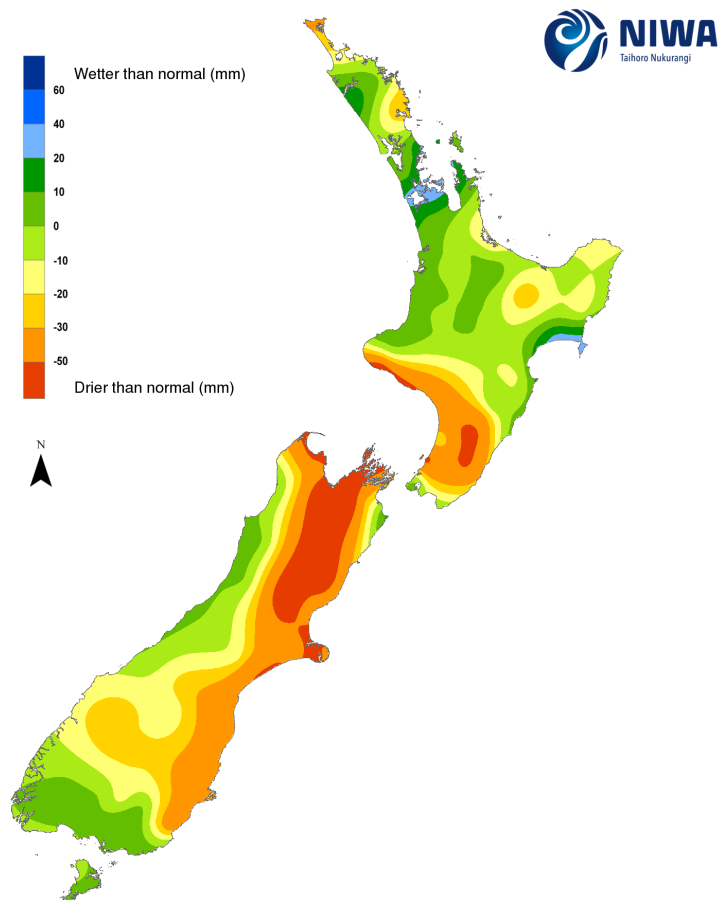 NIWA
Taihoro Nukurangi
Wetter than normal (mm)
60
40
20
10
0
-10
-20
-30
-50
Drier than normal (mm)
N